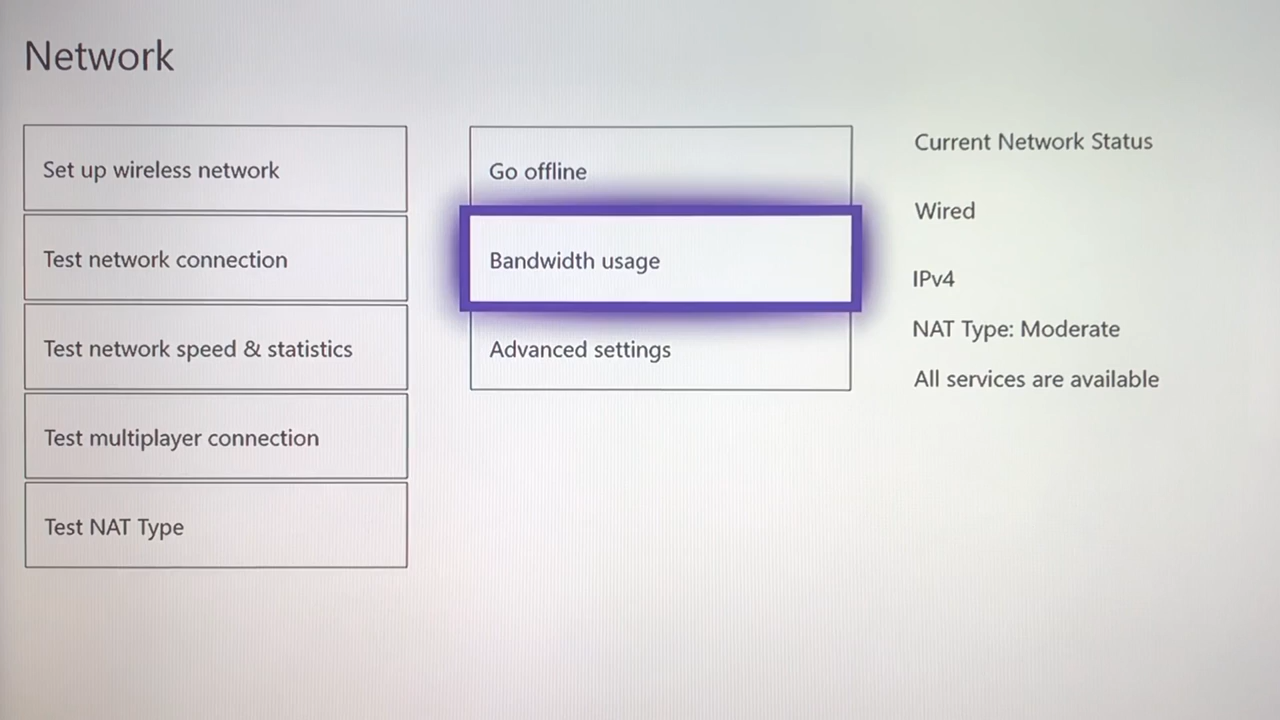 Network
Set up wireless network
Test network connection
Test network speed & statistics
Test multiplayer connection
Test NAT Type
Go offline
Bandwidth usage
Advanced settings
Current Network Status
Wired
IPv4
NAT Type: Moderate
All services are available